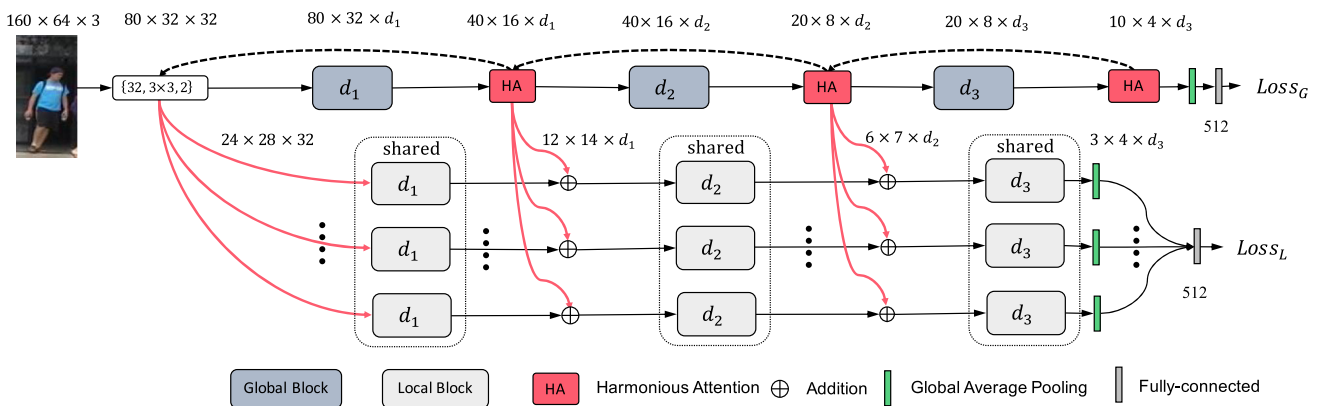 160 × 64 × 3
80 × 32 × 32
80 × 32 × d₁
40 × 16 × d₁
40 × 16 × d₂
20 × 8 × d₂
20 × 8 × d₃
10 × 4 × d₃
{32, 3×3, 2}
d₁
HA
d₂
HA
d₃
HA
Loss_G
512
24 × 28 × 32
shared
12 × 14 × d₁
shared
6 × 7 × d₂
shared
3 × 4 × d₃
d₁
d₂
d₃
d₁
d₂
d₃
Loss_L
512
d₁
d₂
d₃
Global Block
Local Block
HA
Harmonious Attention
Addition
Global Average Pooling
Fully-connected